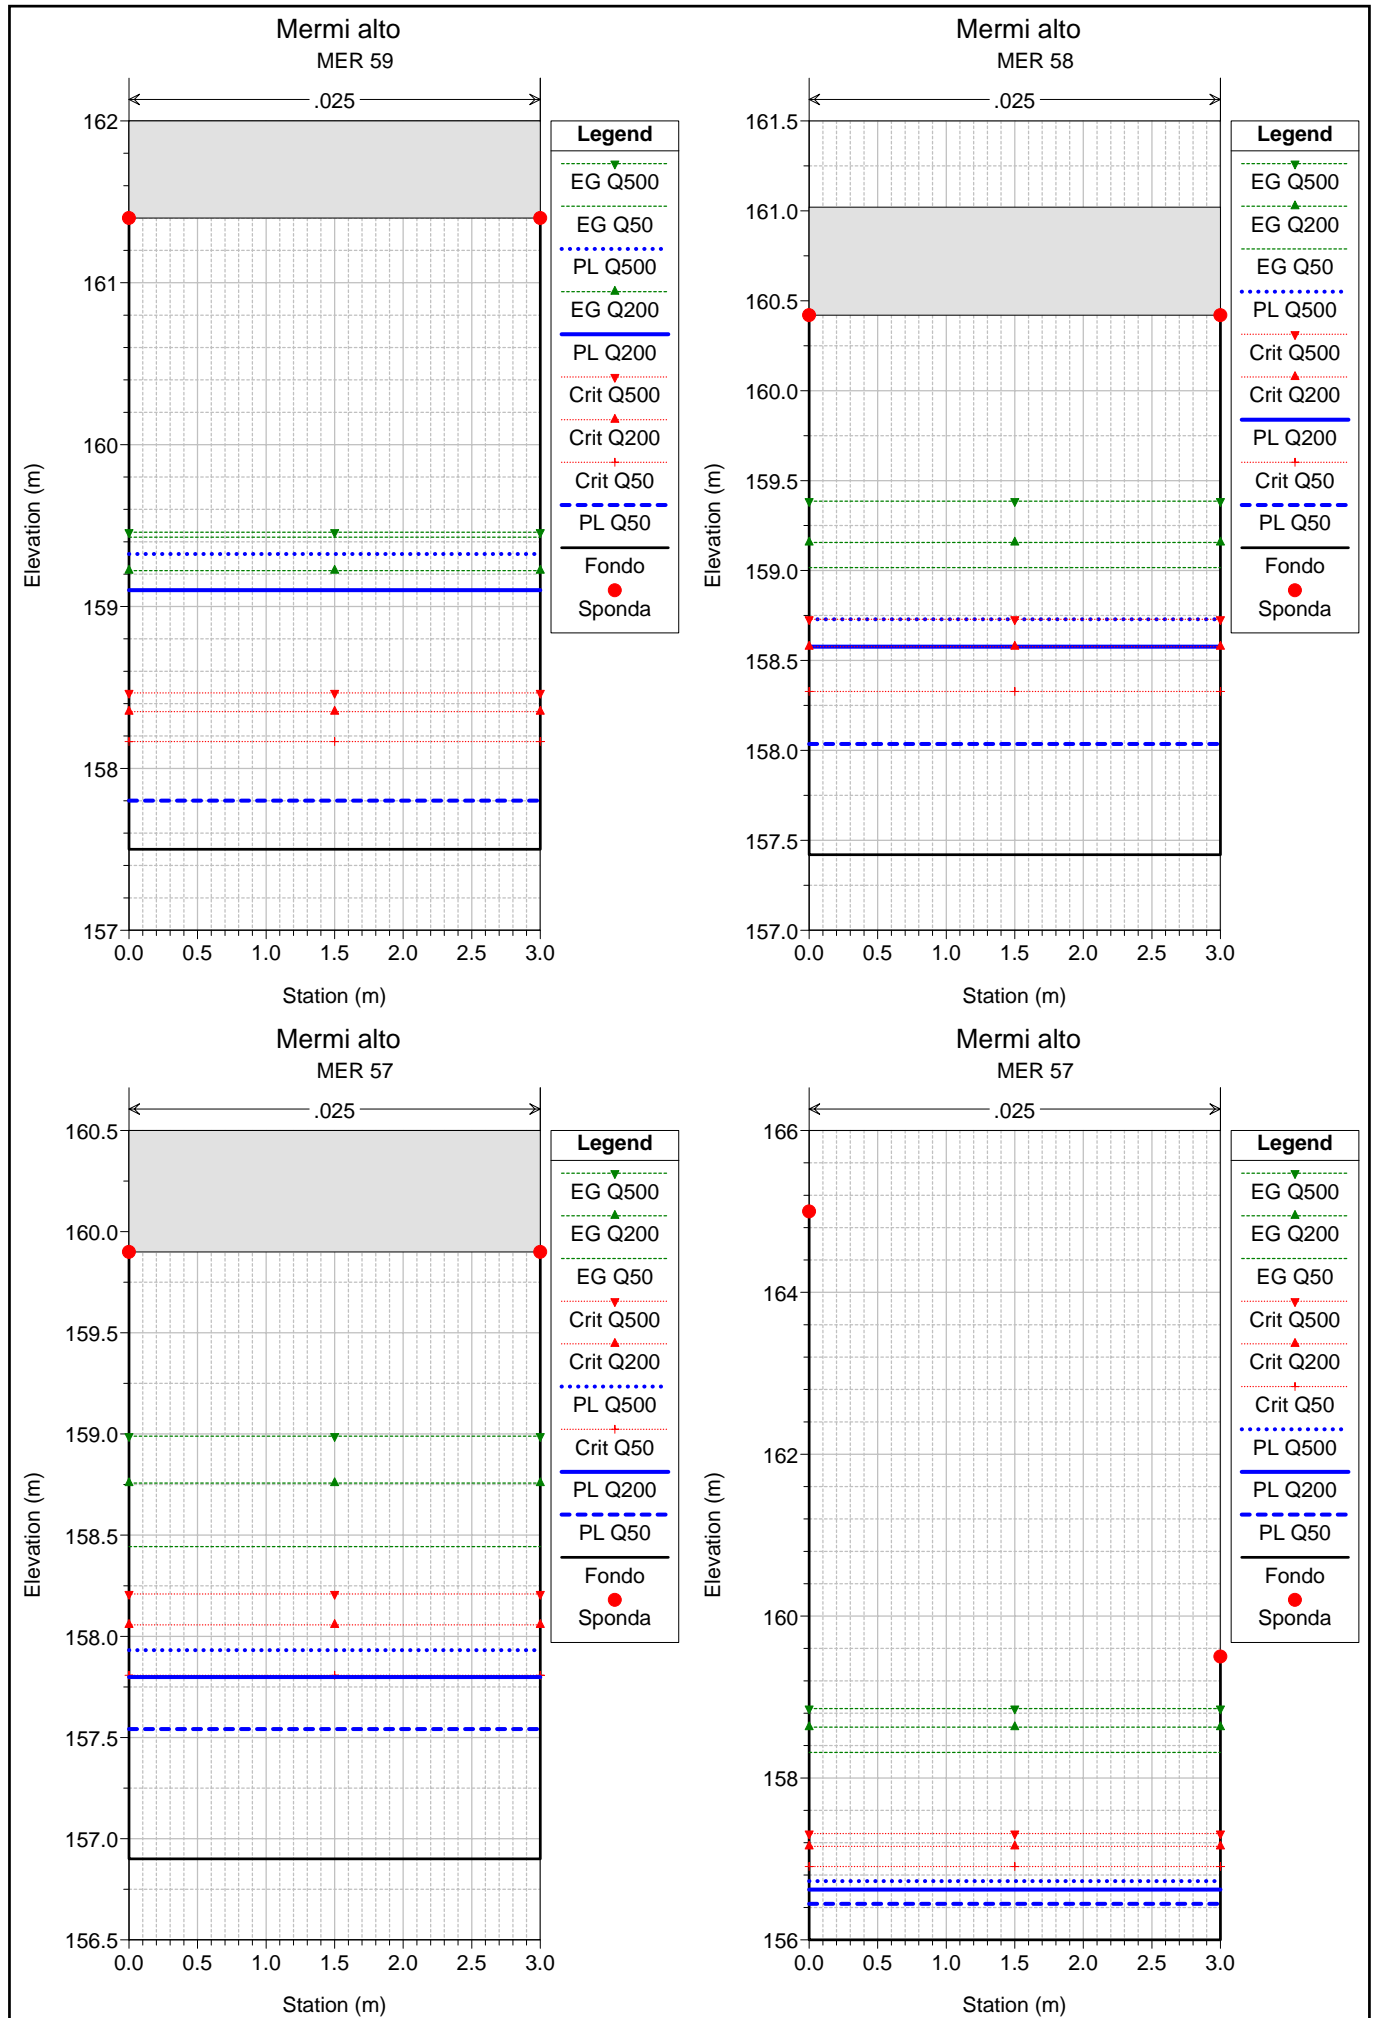 Mermi alto
MER 59
.025
162
161
160
159
158
157
0.0 0.5 1.0 1.5 2.0 2.5 3.0
Station (m)
Elevation (m)
Legend
EG Q500
EG Q50
PL Q500
EG Q200
PL Q200
Crit Q500
Crit Q200
Crit Q50
PL Q50
Fondo
Sponda
Mermi alto
MER 58
.025
161.5
161.0
160.5
160.0
159.5
159.0
158.5
158.0
157.5
157.0
0.0 0.5 1.0 1.5 2.0 2.5 3.0
Station (m)
Elevation (m)
Legend
EG Q500
EG Q200
EG Q50
PL Q500
Crit Q500
Crit Q200
PL Q200
Crit Q50
PL Q50
Fondo
Sponda
Mermi alto
MER 57
.025
160.5
160.0
159.5
159.0
158.5
158.0
157.5
157.0
156.5
0.0 0.5 1.0 1.5 2.0 2.5 3.0
Station (m)
Elevation (m)
Legend
EG Q500
EG Q200
EG Q50
Crit Q500
Crit Q200
PL Q500
Crit Q50
PL Q200
PL Q50
Fondo
Sponda
Mermi alto
MER 57
.025
166
164
162
160
158
156
0.0 0.5 1.0 1.5 2.0 2.5 3.0
Station (m)
Elevation (m)
Legend
EG Q500
EG Q200
EG Q50
Crit Q500
Crit Q200
Crit Q50
PL Q500
PL Q200
PL Q50
Fondo
Sponda